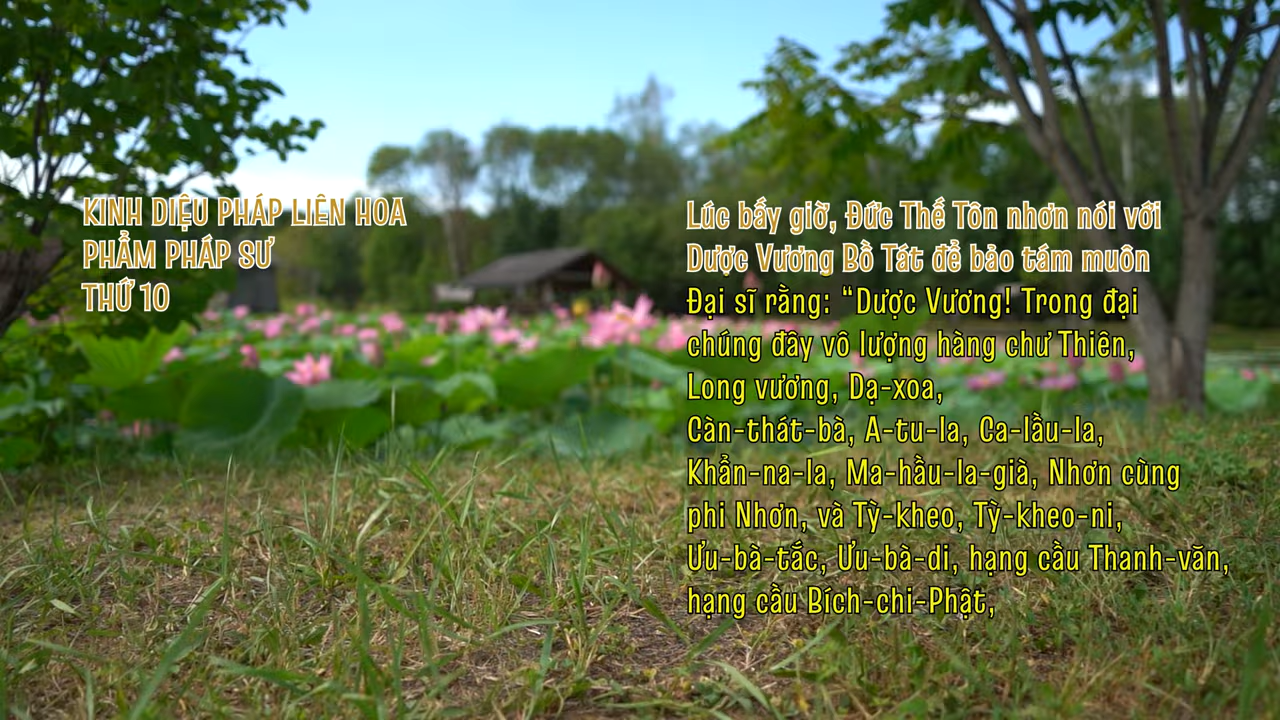 KINH DIỆU PHÁP LIÊN HOA
PHẨM PHÁP SƯ
THỨ 10
Lúc bấy giờ, Đức Thế Tôn nhơn nói với
Dược Vương Bồ Tát để bảo tám muôn
Đại sĩ rằng: “Dược Vương! Trong đại
chúng đây vô lượng hàng chư Thiên,
Long vương, Dạ-xoa,
Càn-thát-bà, A-tu-la, Ca-lầu-la,
Khẩn-na-la, Ma-hầu-la-già, Nhơn cùng
phi Nhơn, và Tỳ-kheo, Tỳ-kheo-ni,
Ưu-bà-tắc, Ưu-bà-di, hạng cầu Thanh-văn,
hạng cầu Bích-chi-Phật,